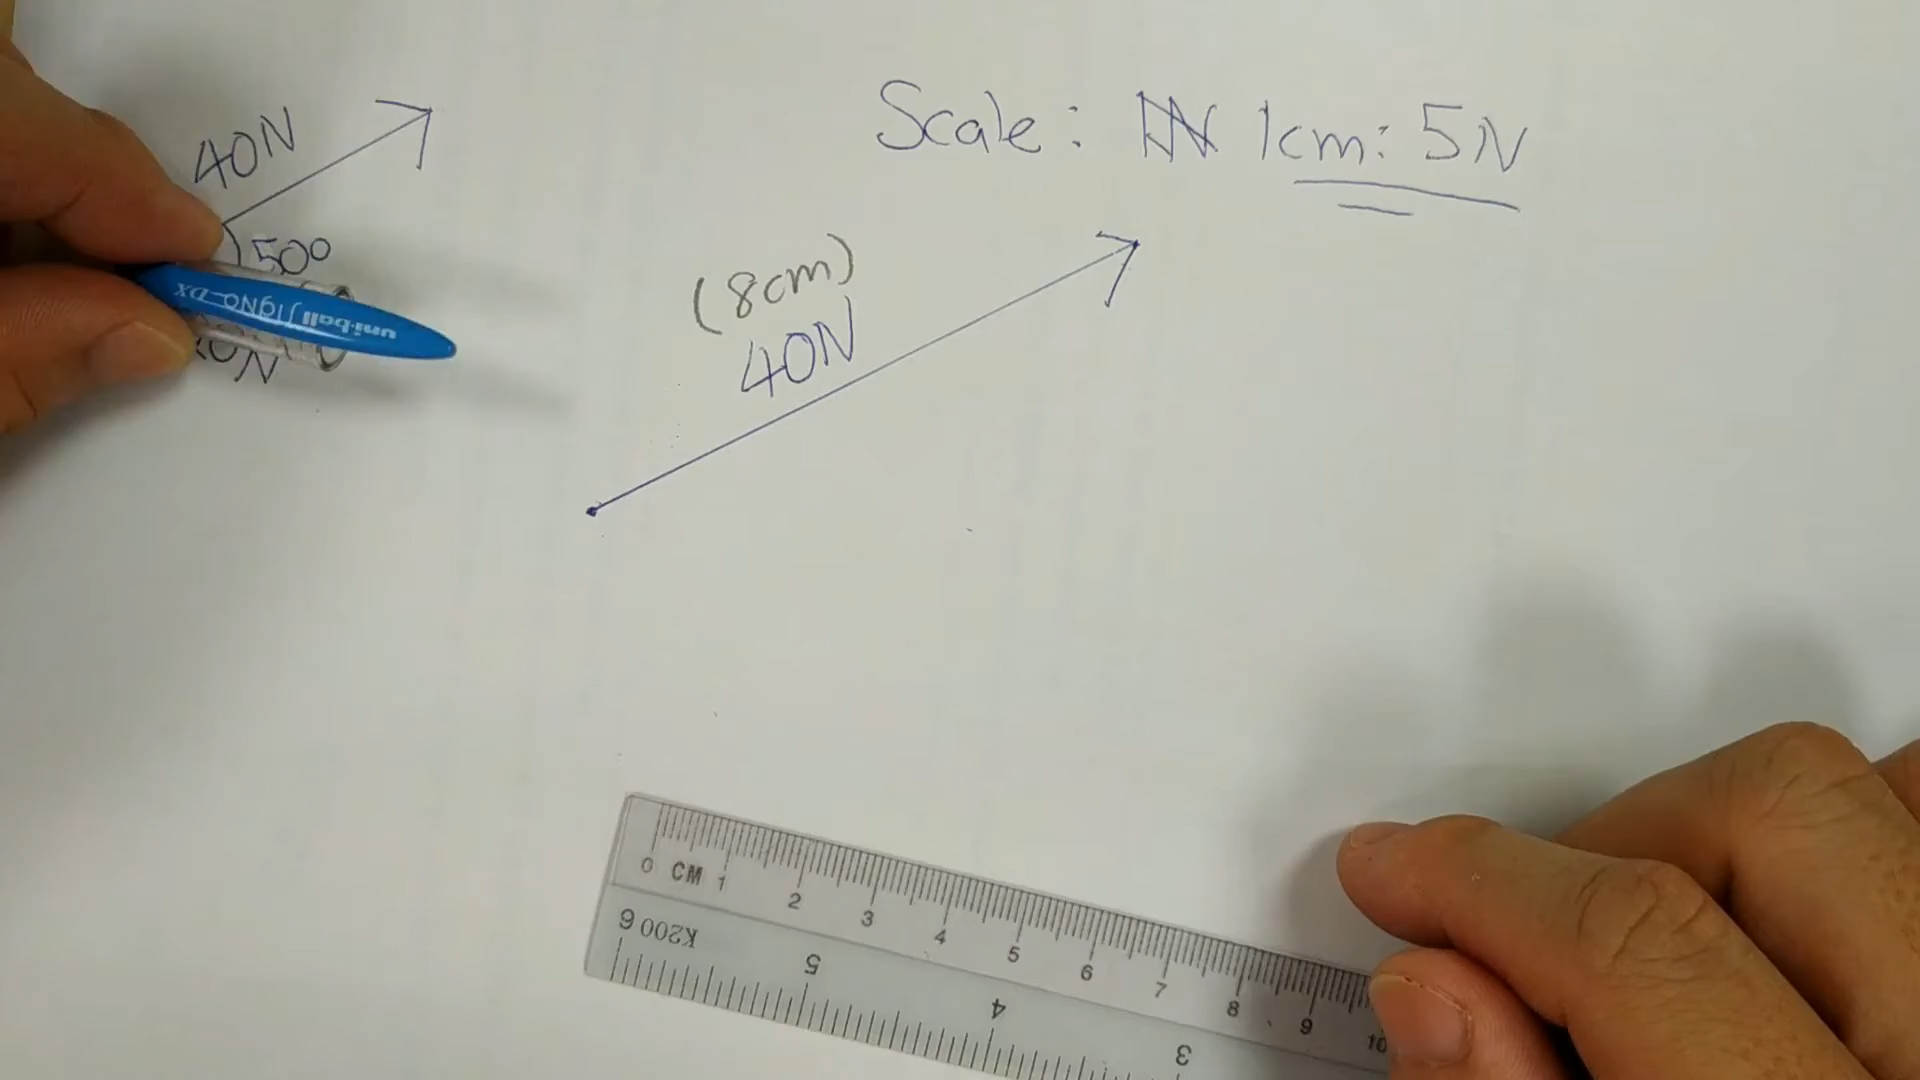 Scale: 1cm: 5N
40N
50°
uni-ball SigNO DX
(8cm)
40N
0 CM 1 2 3 4 5 6 7 8 9 10
6 K200 5 4 3